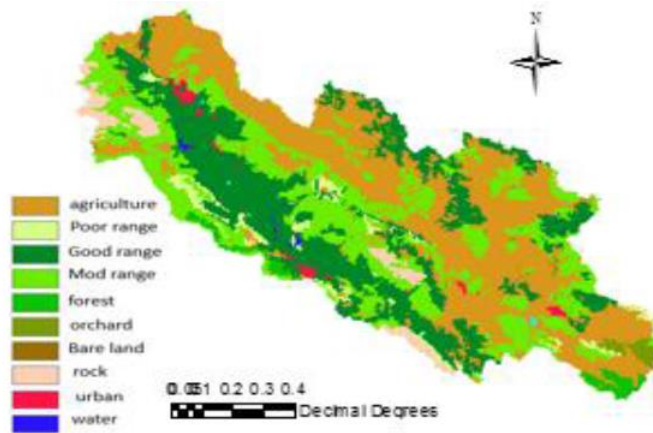 N
agriculture
Poor range
Good range
Mod range
forest
orchard
Bare land
rock
urban
water
0.2 0.3 0.4
Decimal Degrees